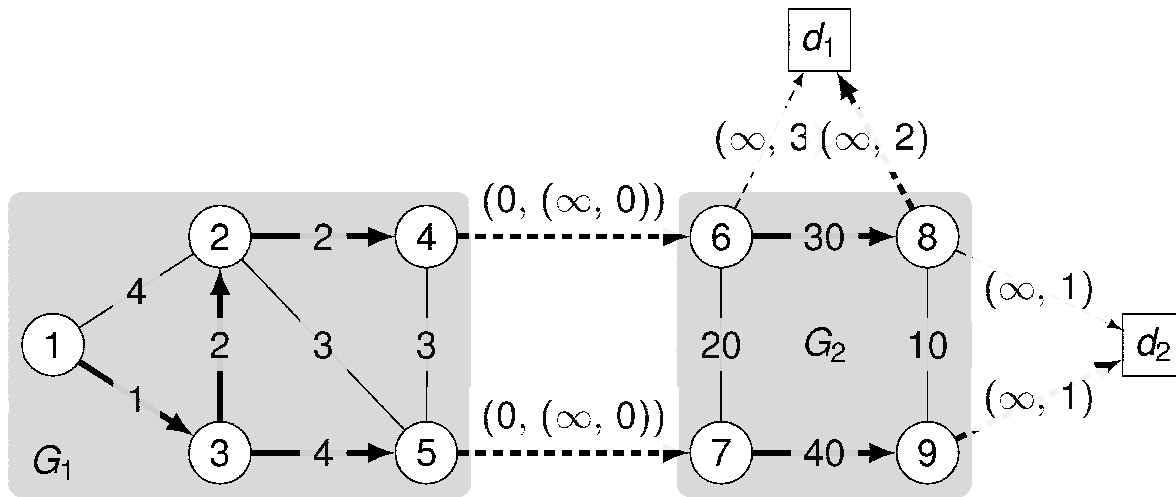 d₁
(∞, 3 (∞, 2)
(0, (∞, 0))
2 2 4 6 30 8
4
(∞, 1)
1 2 3 3 20 G₂ 10 d₂
1
(0, (∞, 0))
(∞, 1)
G₁ 3 4 5 7 40 9